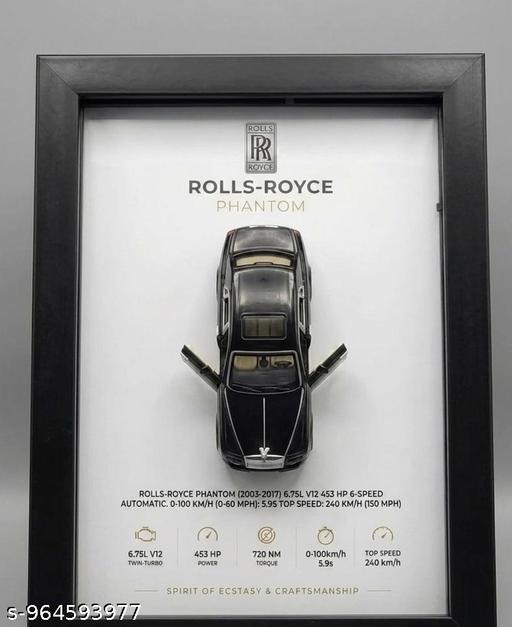 ROLLS
RR
ROYCE
ROLLS-ROYCE
PHANTOM
ROLLS-ROYCE PHANTOM (2003-2017) 6.75L V12 453 HP 6-SPEED
AUTOMATIC. 0-100 KM/H (0-60 MPH): 5.9S TOP SPEED: 240 KM/H (150 MPH)
6.75L V12
TWIN-TURBO
453 HP
POWER
720 NM
TORQUE
0-100km/h
5.9s
TOP SPEED
240 km/h
SPIRIT OF ECSTASY & CRAFTSMANSHIP
s-964593977